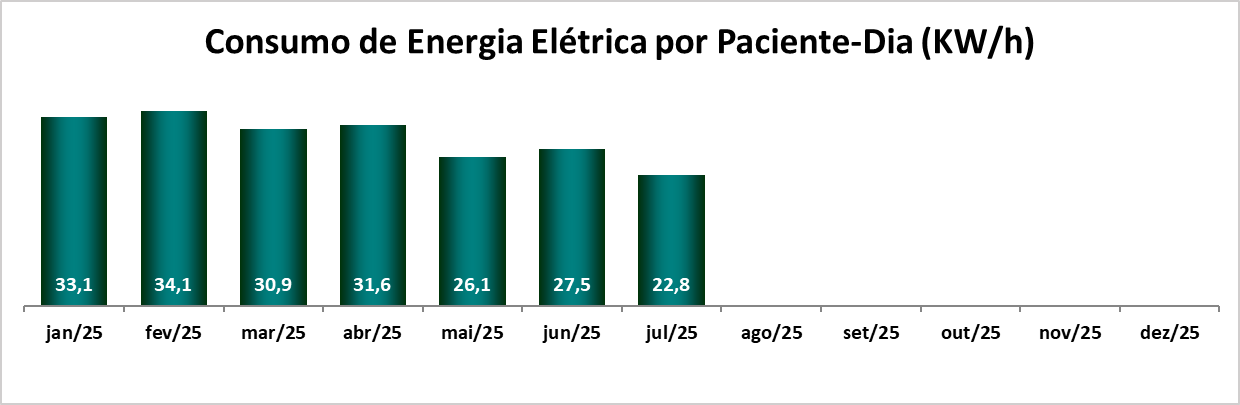 Consumo de Energia Elétrica por Paciente-Dia (KW/h)
33,1 34,1 30,9 31,6 26,1 27,5 22,8
jan/25 fev/25 mar/25 abr/25 mai/25 jun/25 jul/25 ago/25 set/25 out/25 nov/25 dez/25